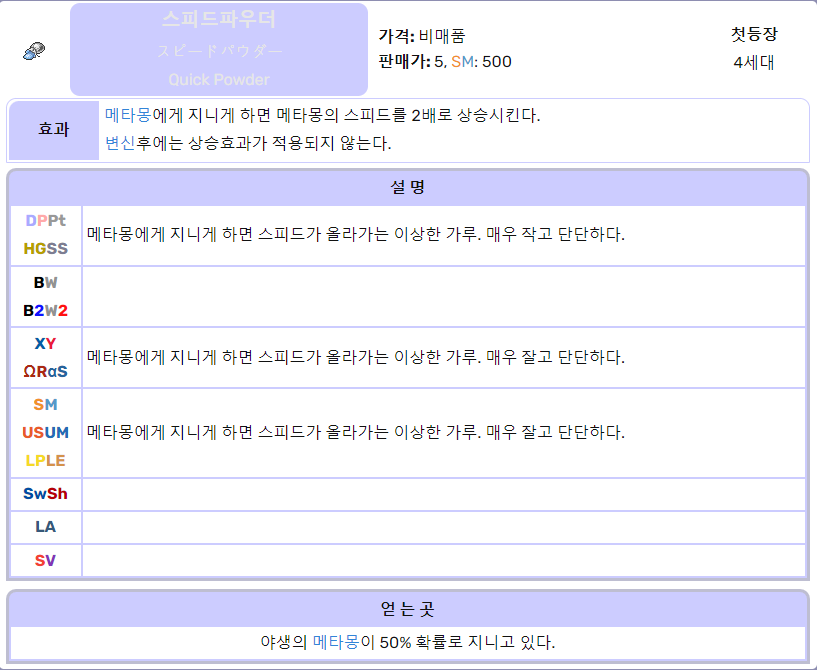 스피드파우더
スピードパウダー
Quick Powder
가격: 비매품
판매가: 5, SM: 500
첫등장
4세대
효과
메타몽에게 지니게 하면 메타몽의 스피드를 2배로 상승시킨다.
변신후에는 상승효과가 적용되지 않는다.
설 명
DPPt
HGSS
메타몽에게 지니게 하면 스피드가 올라가는 이상한 가루. 매우 작고 단단하다.
BW
B2W2
XY
ΩRαS
메타몽에게 지니게 하면 스피드가 올라가는 이상한 가루. 매우 잘고 단단하다.
SM
USUM
LPLE
메타몽에게 지니게 하면 스피드가 올라가는 이상한 가루. 매우 잘고 단단하다.
SwSh
LA
SV
얻 는 곳
야생의 메타몽이 50% 확률로 지니고 있다.